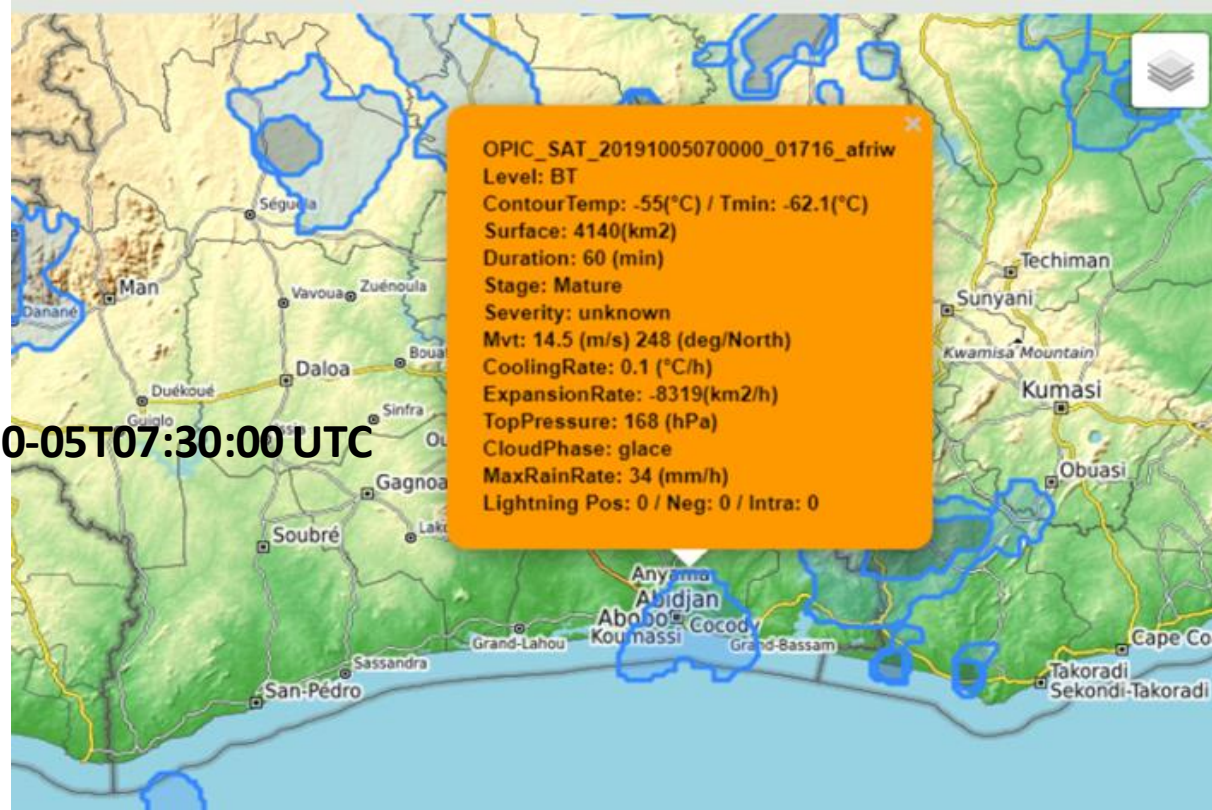 OPIC_SAT_20191005070000_01716_afriw
Level: BT
ContourTemp: -55(°C) / Tmin: -62.1(°C)
Surface: 4140(km2)
Duration: 60 (min)
Stage: Mature
Severity: unknown
Mvt: 14.5 (m/s) 248 (deg/North)
CoolingRate: 0.1 (°C/h)
ExpansionRate: -8319(km2/h)
TopPressure: 168 (hPa)
CloudPhase: glace
MaxRainRate: 34 (mm/h)
Lightning Pos: 0 / Neg: 0 / Intra: 0
0-05T07:30:00 UTC
Man
Danané
Vavoua
Zuénoula
Daloa
Duékoué
Guiglo
Sinfra
Gagnoa
Soubré
Techiman
Sunyani
Kwamisa Mountain
Kumasi
Obuasi
Anyama
Abidjan
Abobo
Cocody
Koumassi
Grand-Lahou
Grand-Bassam
Sassandra
San-Pédro
Cape Co
Takoradi
Sekondi-Takoradi